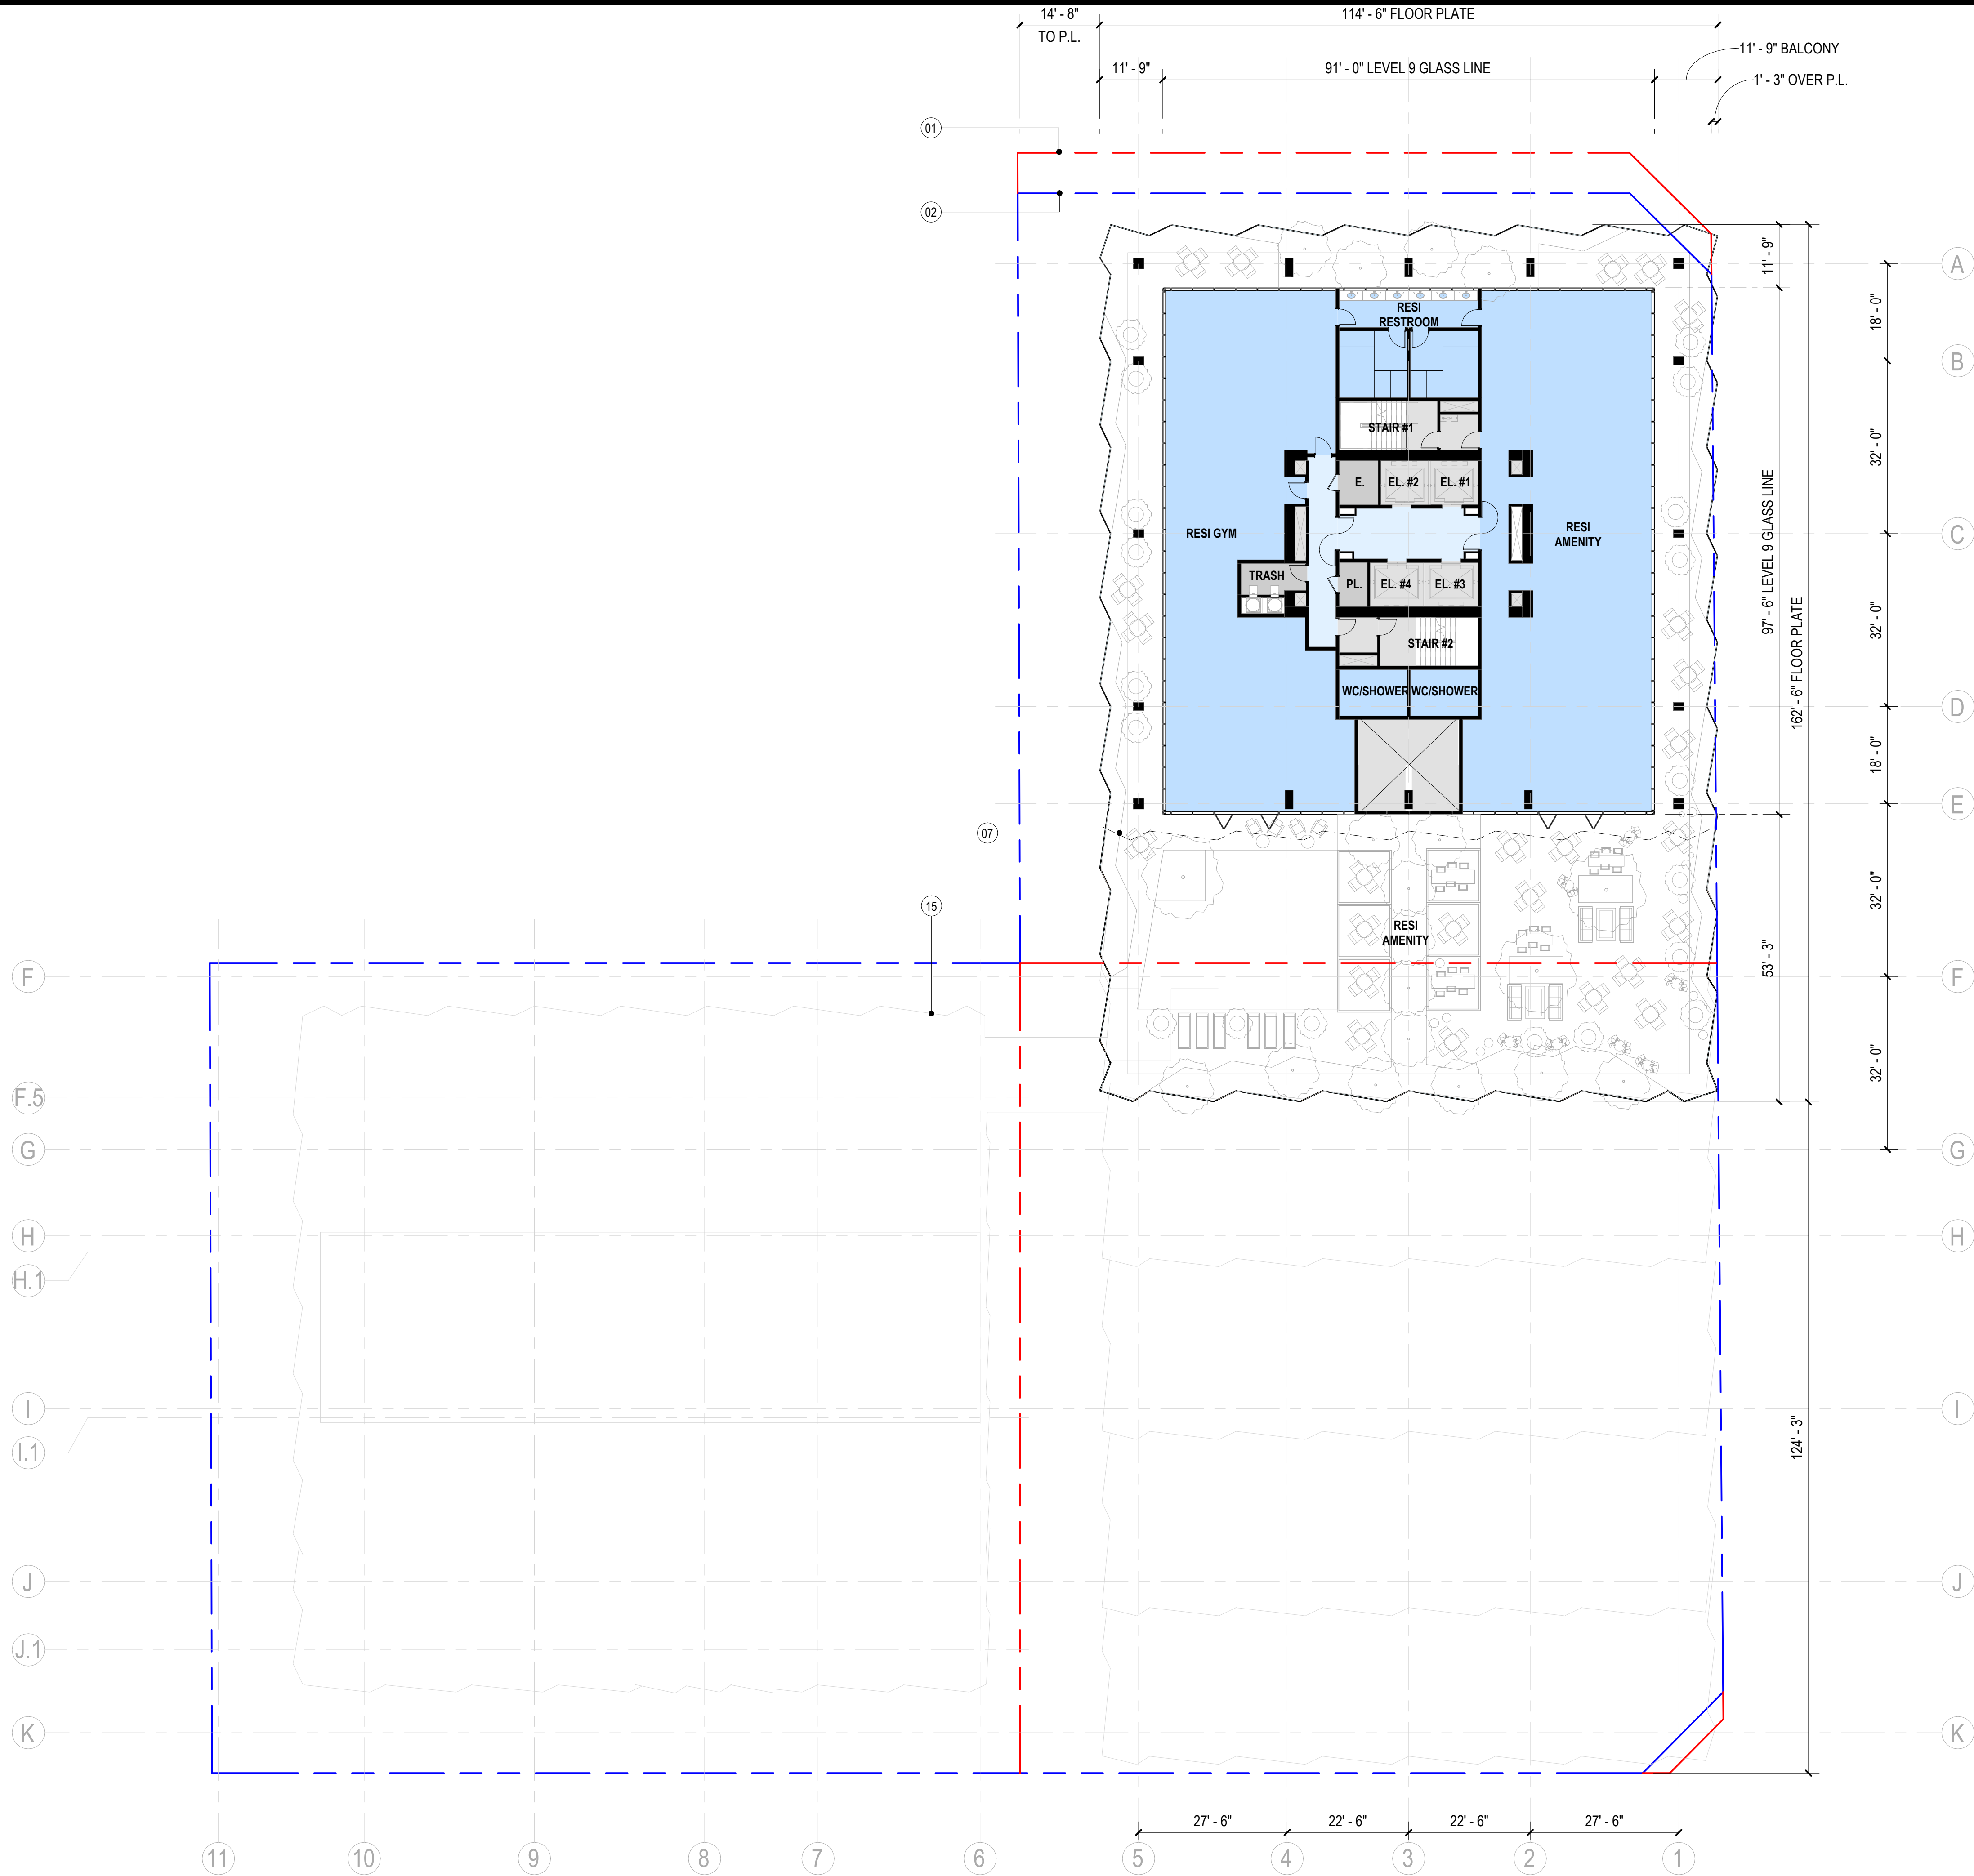 14' - 8"
114' - 6" FLOOR PLATE
TO P.L.
11' - 9" BALCONY
11' - 9"
91' - 0" LEVEL 9 GLASS LINE
1' - 3" OVER P.L.
01
02
11' - 9"
A
18' - 0"
RESI
RESTROOM
B
STAIR #1
32' - 0"
E.
EL. #2
EL. #1
97' - 6" LEVEL 9 GLASS LINE
RESI GYM
RESI
AMENITY
C
TRASH
PL.
EL. #4
EL. #3
32' - 0"
162' - 6" FLOOR PLATE
STAIR #2
WC/SHOWER
WC/SHOWER
D
18' - 0"
E
07
32' - 0"
15
RESI
AMENITY
53' - 3"
F
F
32' - 0"
F.5
G
G
H
H
H.1
I
I
I.1
124' - 3"
J
J
J.1
K
K
27' - 6"
22' - 6"
22' - 6"
27' - 6"
11
10
9
8
7
6
5
4
3
2
1